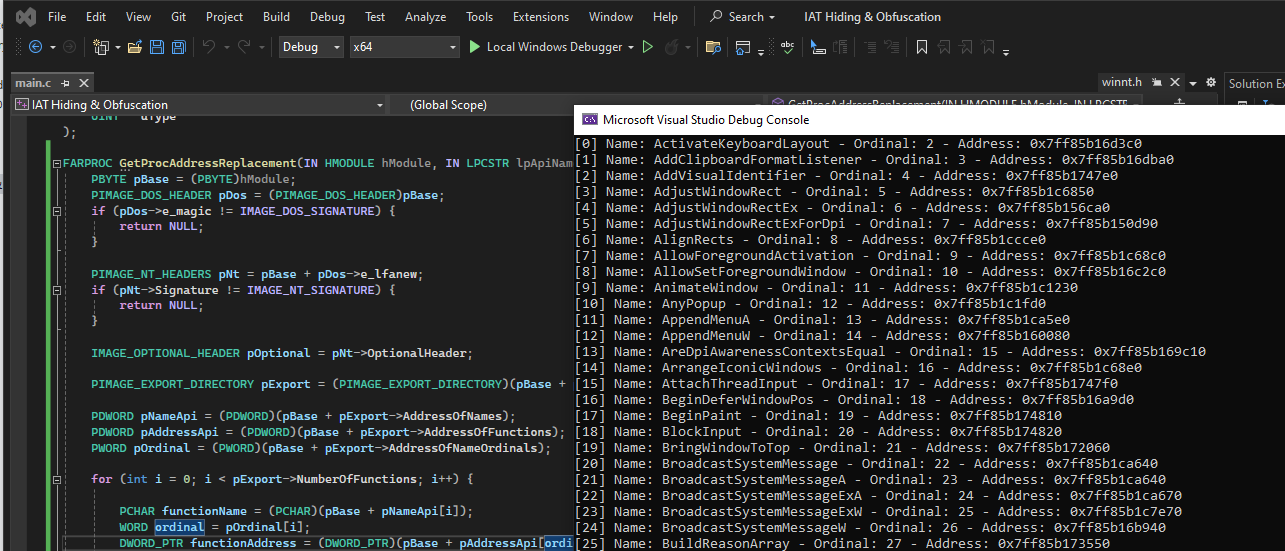 File Edit View Git Project Build Debug Test Analyze Tools Extensions Window Help Search IAT Hiding & Obfuscation
Debug x64 Local Windows Debugger
main.c winnt.h Solution Exp
IAT Hiding & Obfuscation (Global Scope) GetProcAddressReplacement(IN HMODULE hModule, IN LPCSTR
UINT uType
);
FARPROC GetProcAddressReplacement(IN HMODULE hModule, IN LPCSTR lpApiNam
PBYTE pBase = (PBYTE)hModule;
PIMAGE_DOS_HEADER pDos = (PIMAGE_DOS_HEADER)pBase;
if (pDos->e_magic != IMAGE_DOS_SIGNATURE) {
return NULL;
}
PIMAGE_NT_HEADERS pNt = pBase + pDos->e_lfanew;
if (pNt->Signature != IMAGE_NT_SIGNATURE) {
return NULL;
}
IMAGE_OPTIONAL_HEADER pOptional = pNt->OptionalHeader;
PIMAGE_EXPORT_DIRECTORY pExport = (PIMAGE_EXPORT_DIRECTORY)(pBase +
PDWORD pNameApi = (PDWORD)(pBase + pExport->AddressOfNames);
PDWORD pAddressApi = (PDWORD)(pBase + pExport->AddressOfFunctions);
PWORD pOrdinal = (PWORD)(pBase + pExport->AddressOfNameOrdinals);
for (int i = 0; i < pExport->NumberOfFunctions; i++) {
PCHAR functionName = (PCHAR)(pBase + pNameApi[i]);
WORD ordinal = pOrdinal[i];
DWORD_PTR functionAddress = (DWORD_PTR)(pBase + pAddressApi[ordi
Microsoft Visual Studio Debug Console
[0] Name: ActivateKeyboardLayout - Ordinal: 2 - Address: 0x7ff85b16d3c0
[1] Name: AddClipboardFormatListener - Ordinal: 3 - Address: 0x7ff85b16dba0
[2] Name: AddVisualIdentifier - Ordinal: 4 - Address: 0x7ff85b1747e0
[3] Name: AdjustWindowRect - Ordinal: 5 - Address: 0x7ff85b1c6850
[4] Name: AdjustWindowRectEx - Ordinal: 6 - Address: 0x7ff85b156ca0
[5] Name: AdjustWindowRectExForDpi - Ordinal: 7 - Address: 0x7ff85b150d90
[6] Name: AlignRects - Ordinal: 8 - Address: 0x7ff85b1ccce0
[7] Name: AllowForegroundActivation - Ordinal: 9 - Address: 0x7ff85b1c68c0
[8] Name: AllowSetForegroundWindow - Ordinal: 10 - Address: 0x7ff85b16c2c0
[9] Name: AnimateWindow - Ordinal: 11 - Address: 0x7ff85b1c1230
[10] Name: AnyPopup - Ordinal: 12 - Address: 0x7ff85b1c1fd0
[11] Name: AppendMenuA - Ordinal: 13 - Address: 0x7ff85b1ca5e0
[12] Name: AppendMenuW - Ordinal: 14 - Address: 0x7ff85b160080
[13] Name: AreDpiAwarenessContextsEqual - Ordinal: 15 - Address: 0x7ff85b169c10
[14] Name: ArrangeIconicWindows - Ordinal: 16 - Address: 0x7ff85b1c68e0
[15] Name: AttachThreadInput - Ordinal: 17 - Address: 0x7ff85b1747f0
[16] Name: BeginDeferWindowPos - Ordinal: 18 - Address: 0x7ff85b16a9d0
[17] Name: BeginPaint - Ordinal: 19 - Address: 0x7ff85b174810
[18] Name: BlockInput - Ordinal: 20 - Address: 0x7ff85b174820
[19] Name: BringWindowToTop - Ordinal: 21 - Address: 0x7ff85b172060
[20] Name: BroadcastSystemMessage - Ordinal: 22 - Address: 0x7ff85b1ca640
[21] Name: BroadcastSystemMessageA - Ordinal: 23 - Address: 0x7ff85b1ca640
[22] Name: BroadcastSystemMessageExA - Ordinal: 24 - Address: 0x7ff85b1ca670
[23] Name: BroadcastSystemMessageExW - Ordinal: 25 - Address: 0x7ff85b1c7e70
[24] Name: BroadcastSystemMessageW - Ordinal: 26 - Address: 0x7ff85b16b940
[25] Name: BuildReasonArray - Ordinal: 27 - Address: 0x7ff85b173550